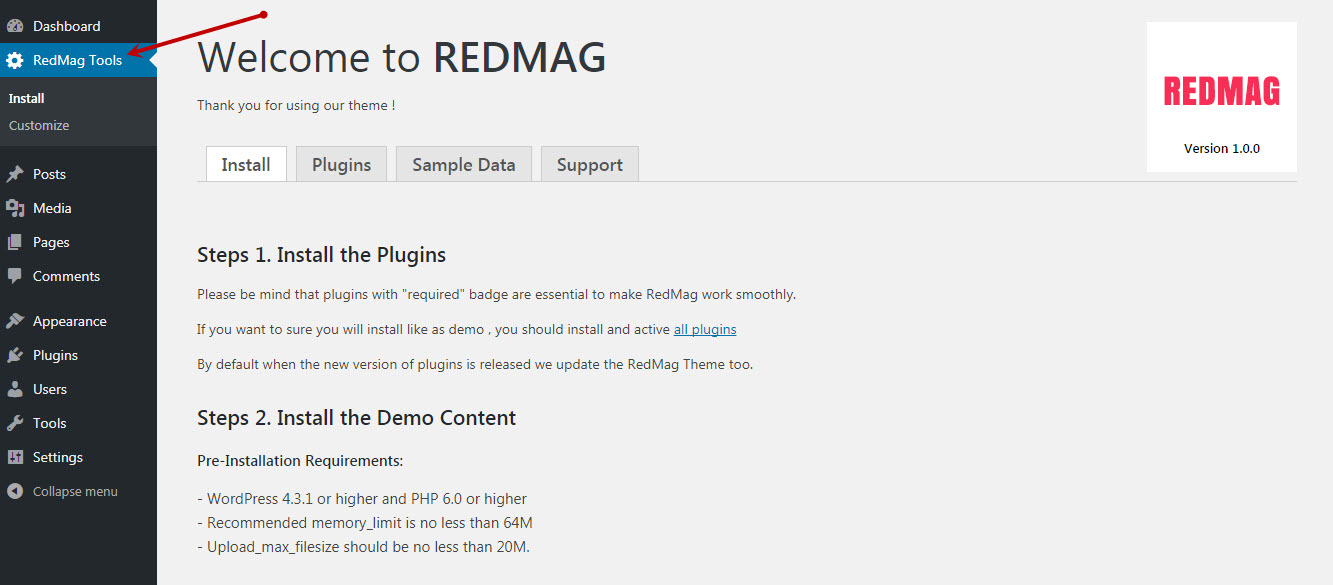 Dashboard
RedMag Tools
Install
Customize
Posts
Media
Pages
Comments
Appearance
Plugins
Users
Tools
Settings
Collapse menu
Welcome to REDMAG
Thank you for using our theme !
REDMAG
Version 1.0.0
Install
Plugins
Sample Data
Support
Steps 1. Install the Plugins
Please be mind that plugins with "required" badge are essential to make RedMag work smoothly.
If you want to sure you will install like as demo , you should install and active all plugins
By default when the new version of plugins is released we update the RedMag Theme too.
Steps 2. Install the Demo Content
Pre-Installation Requirements:
- WordPress 4.3.1 or higher and PHP 6.0 or higher
- Recommended memory_limit is no less than 64M
- Upload_max_filesize should be no less than 20M.